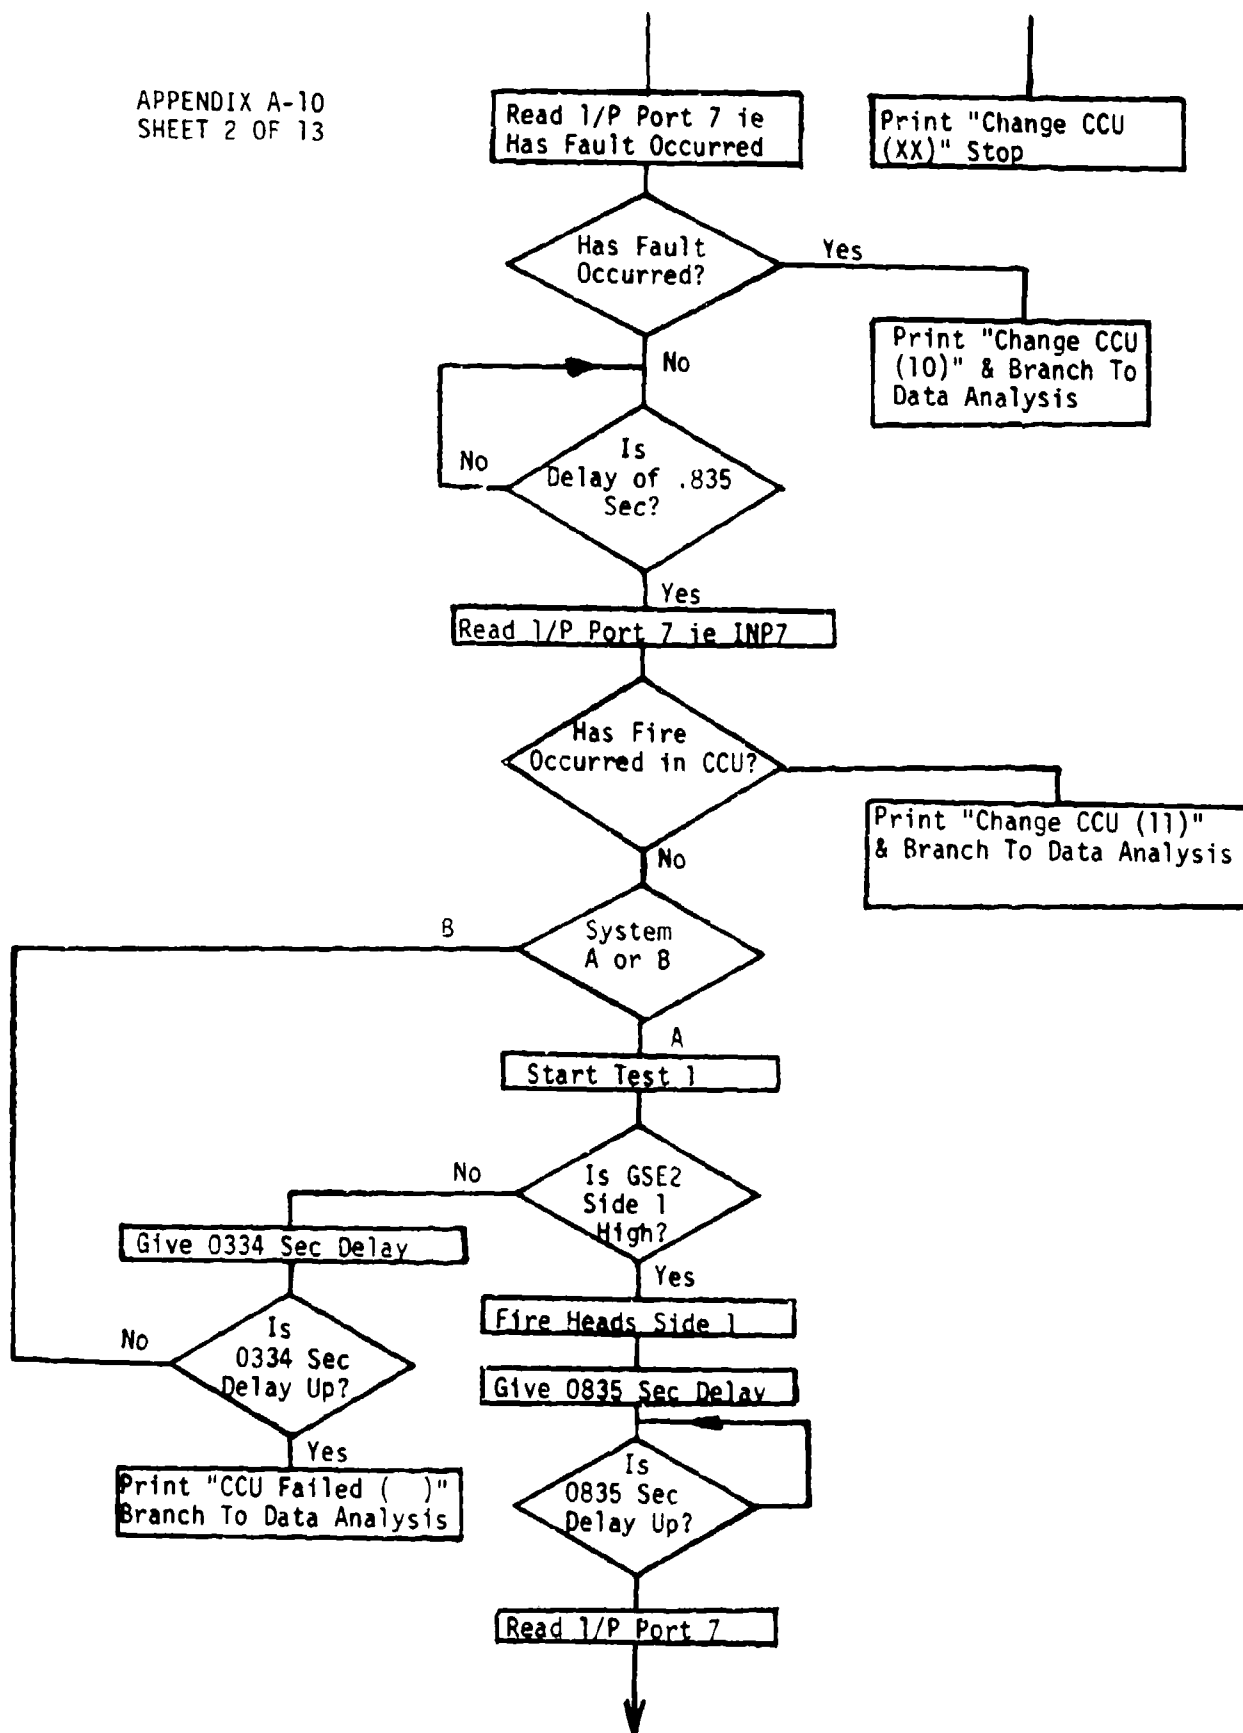 APPENDIX A-10
SHEET 2 OF 13
Read 1/P Port 7 ie
Has Fault Occurred
Print "Change CCU
(XX)" Stop
Has Fault
Occurred?
Yes
Print "Change CCU
(10)" & Branch To
Data Analysis
No
Is
Delay of .835
Sec?
No
Yes
Read 1/P Port 7 ie INP7
Has Fire
Occurred in CCU?
Print "Change CCU (11)"
& Branch To Data Analysis
No
System
A or B
B
A
Start Test 1
Is GSE2
Side 1
High?
No
Give 0334 Sec Delay
Yes
Fire Heads Side 1
Is
0334 Sec
Delay Up?
No
Give 0835 Sec Delay
Yes
Print "CCU Failed ( )"
Branch To Data Analysis
Is
0835 Sec
Delay Up?
Read 1/P Port 7